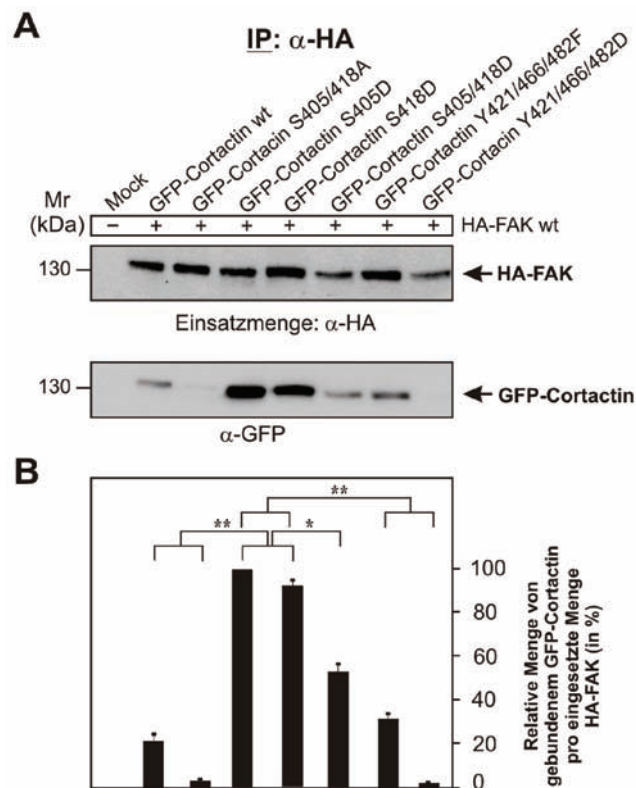 A
IP: α-HA
Mock
GFP-Cortactin wt
GFP-Cortacin S405/418A
GFP-Cortactin S405D
GFP-Cortactin S418D
GFP-Cortacin S405/418D
GFP-Cortactin Y421/466/482F
GFP-Cortacin Y421/466/482D
Mr
(kDa)
– + + + + + + + HA-FAK wt
130 HA-FAK
Einsatzmenge: α-HA
130 GFP-Cortactin
α-GFP
B
** ** *
100
80
60
40
20
0
Relative Menge von
gebundenem GFP-Cortactin
pro eingesetzte Menge
HA-FAK (in %)